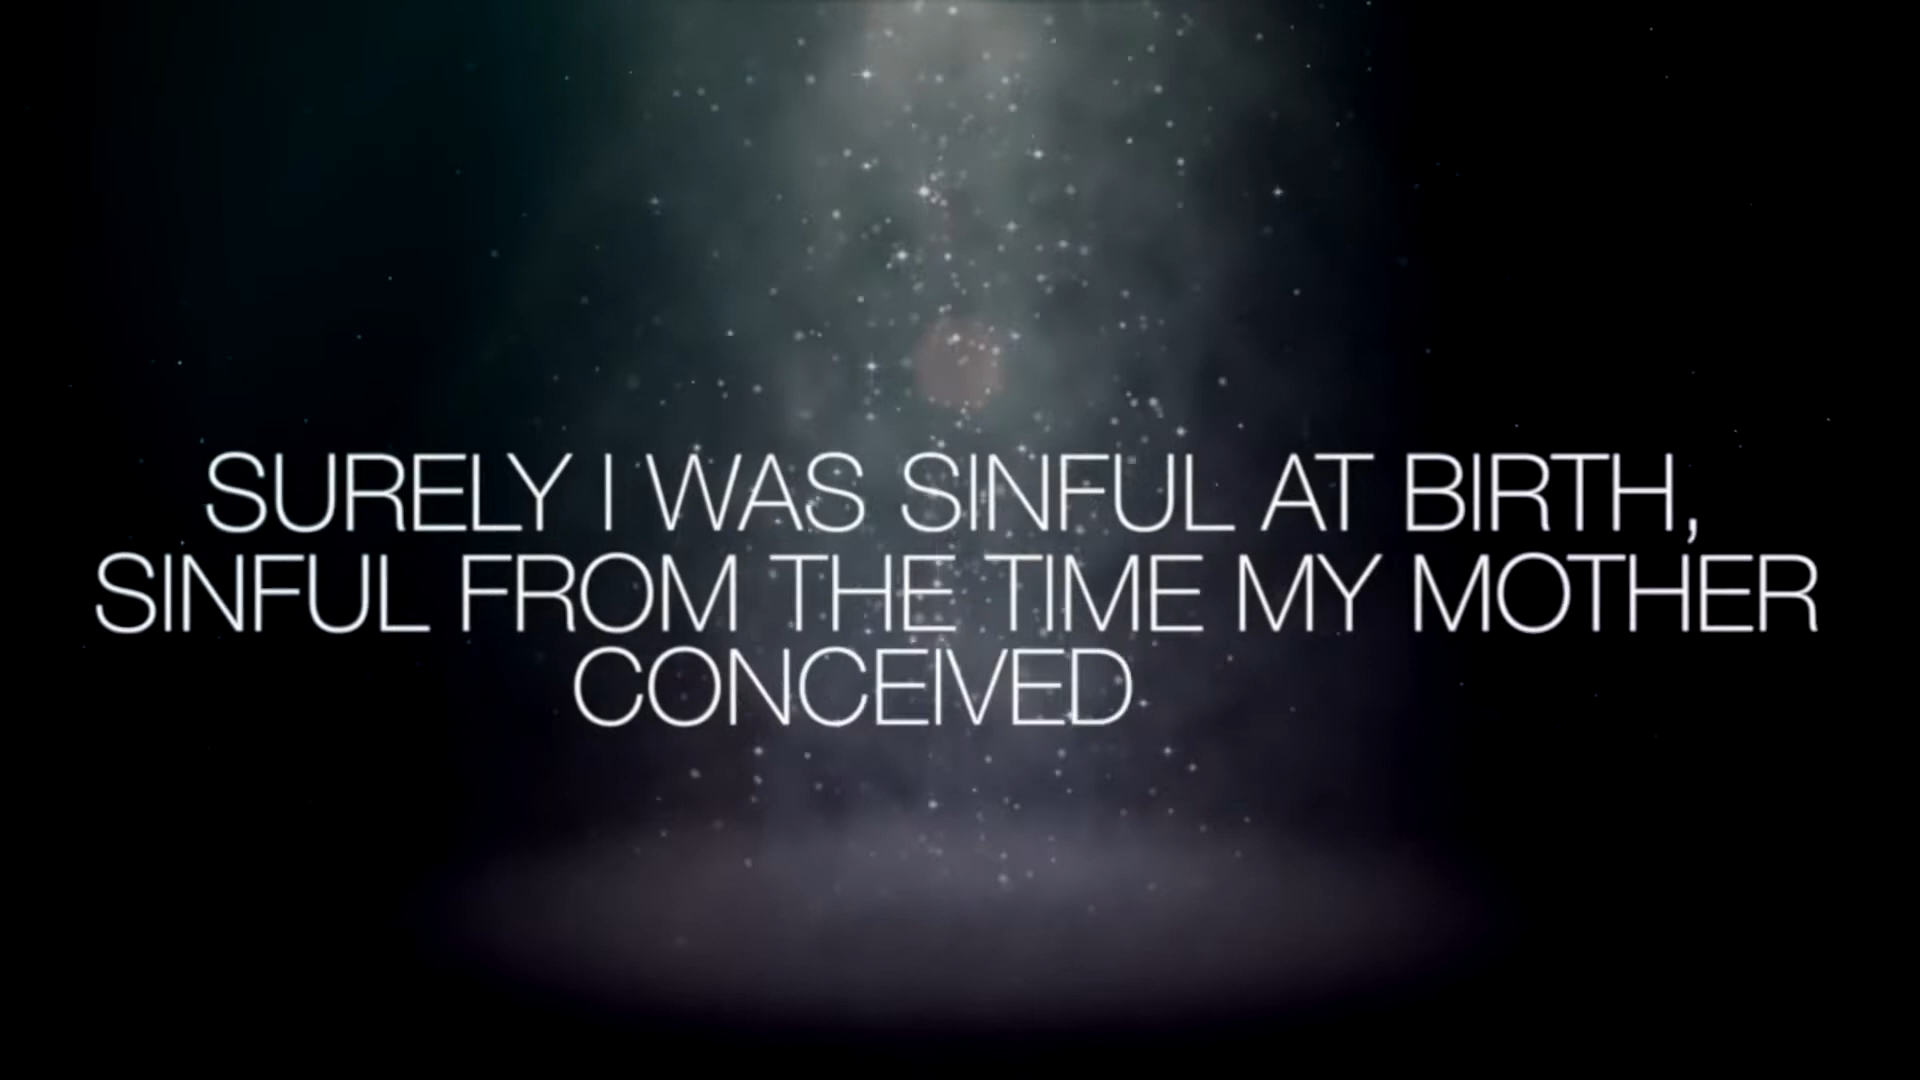 SURELY I WAS SINFUL AT BIRTH,
SINFUL FROM THE TIME MY MOTHER
CONCEIVED